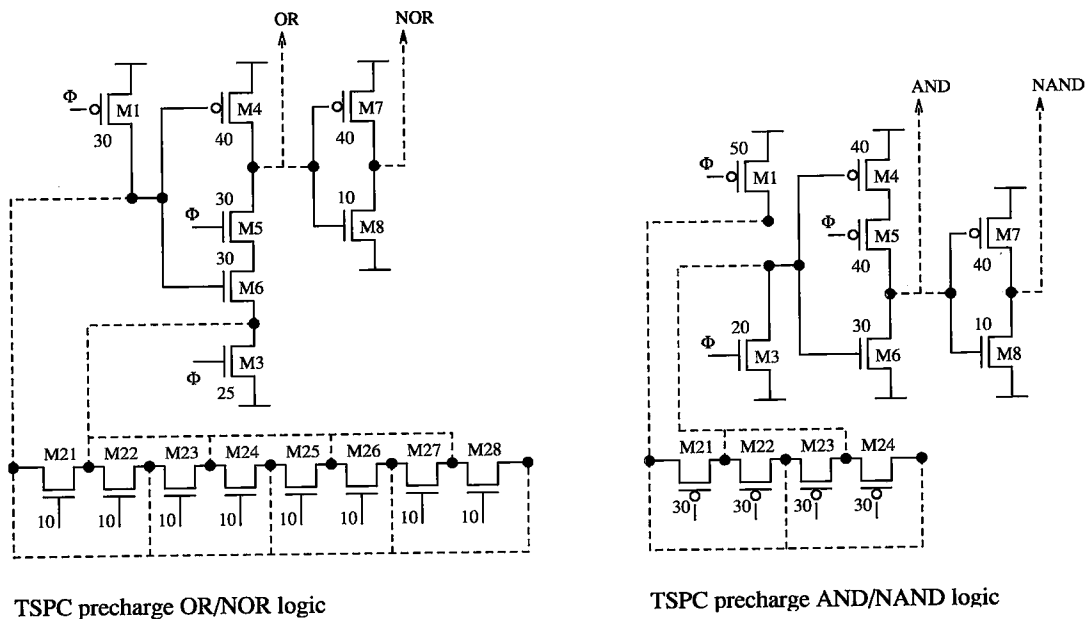 OR NOR
Φ M1 M4 M7
30 40 40
30 10
Φ M5 M8
30
M6
Φ M3
25
M21 M22 M23 M24 M25 M26 M27 M28
10 10 10 10 10 10 10 10
TSPC precharge OR/NOR logic
AND NAND
50 40
Φ M1 M4
Φ M5 M7
40 40
20 30 10
Φ M3 M6 M8
M21 M22 M23 M24
30 30 30 30
TSPC precharge AND/NAND logic